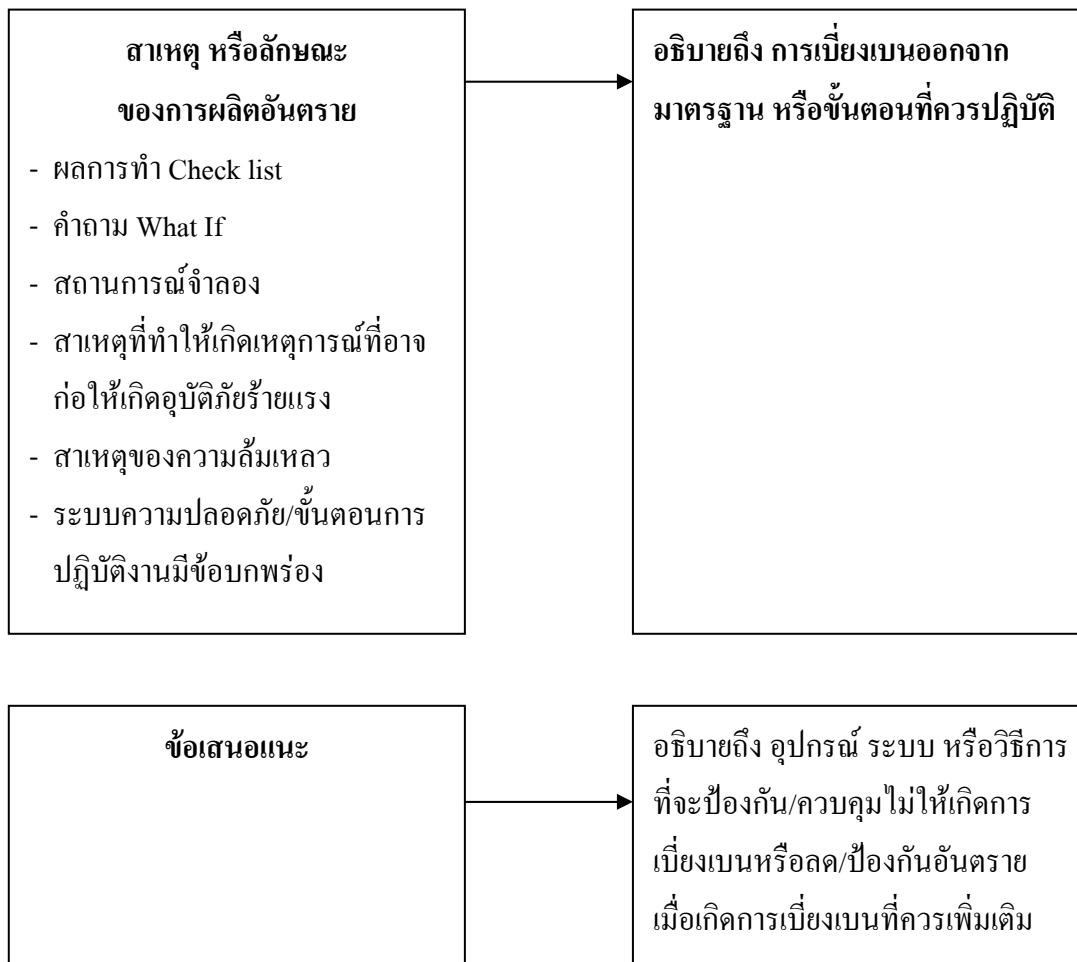 สาเหตุ หรือลักษณะ
ของการผลิตอันตราย
- ผลการทำ Check list
- คำถาม What If
- สถานการณ์จำลอง
- สาเหตุที่ทำให้เกิดเหตุการณ์ที่อาจ
ก่อให้เกิดอุบัติภัยร้ายแรง
- สาเหตุของความล้มเหลว
- ระบบความปลอดภัย/ขั้นตอนการ
ปฏิบัติงานมีข้อบกพร่อง
อธิบายถึง การเบี่ยงเบนออกจาก
มาตรฐาน หรือขั้นตอนที่ควรปฏิบัติ
ข้อเสนอแนะ
อธิบายถึง อุปกรณ์ ระบบ หรือวิธีการ
ที่จะป้องกัน/ควบคุมไม่ให้เกิดการ
เบี่ยงเบนหรือลด/ป้องกันอันตราย
เมื่อเกิดการเบี่ยงเบนที่ควรเพิ่มเติม